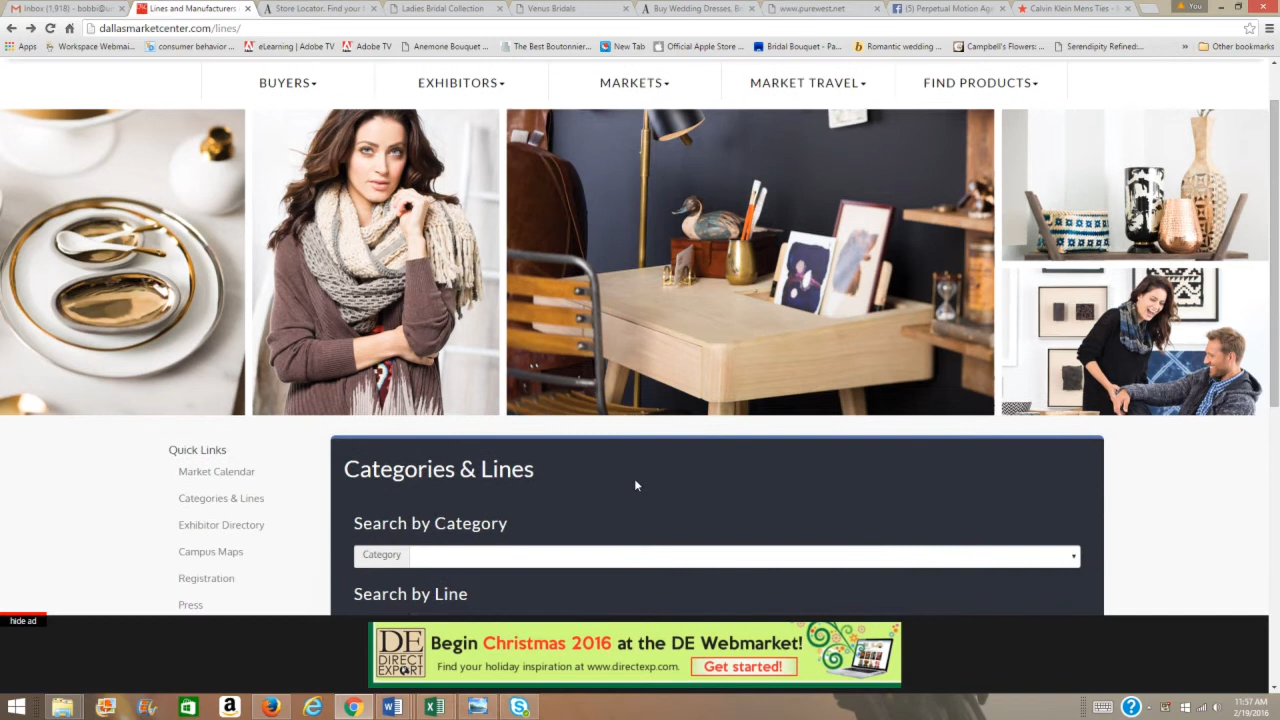 Inbox (1,918) - bobbi@u
Lines and Manufacturers
Store Locator. Find your
Ladies Bridal Collection
Venus Bridals
Buy Wedding Dresses, B
www.purewest.net
(5) Perpetual Motion Ag
Calvin Klein Mens Ties - M
You
dallasmarketcenter.com/lines/
Apps
Workspace Webmai...
consumer behavior ...
eLearning | Adobe TV
Adobe TV
Anemone Bouquet ...
The Best Boutonnier...
New Tab
Official Apple Store ...
Bridal Bouquet - Pa...
Romantic wedding ...
Campbell's Flowers: ...
Serendipity Refined:...
»
Other bookmarks
BUYERS
EXHIBITORS
MARKETS
MARKET TRAVEL
FIND PRODUCTS
Quick Links
Market Calendar
Categories & Lines
Exhibitor Directory
Campus Maps
Registration
Press
Categories & Lines
Search by Category
Category
Search by Line
hide ad
DE
DIRECT
EXPORT
Begin Christmas 2016 at the DE Webmarket!
Find your holiday inspiration at www.directexp.com.
Get started!
11:57 AM
2/19/2016